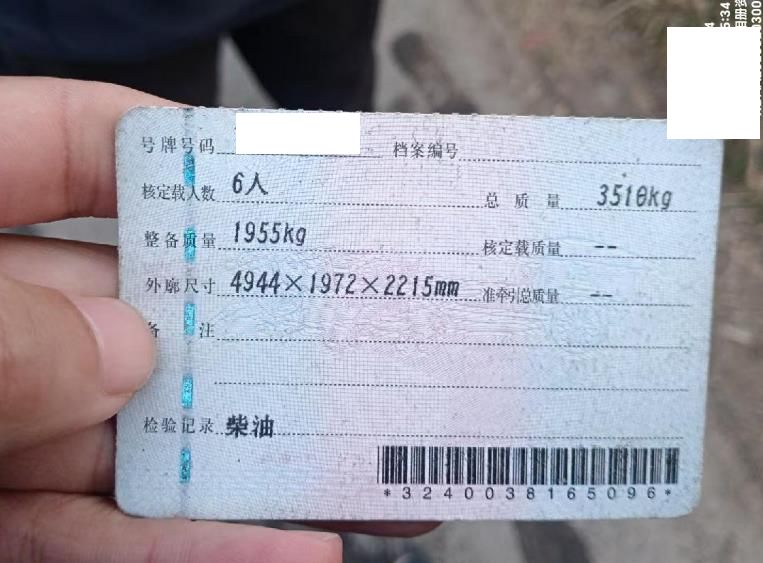 号牌号码 档案编号
核定载人数 6人 总质量 3510kg
整备质量 1955kg 核定载质量 --
外廓尺寸 4944×1972×2215mm 准牵引总质量 --
备注
检验记录 柴油
*3240038165096*